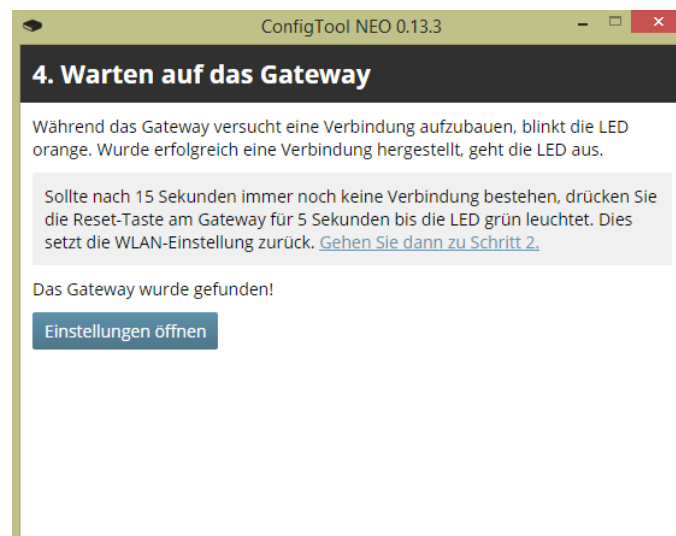 ConfigTool NEO 0.13.3
4. Warten auf das Gateway
Während das Gateway versucht eine Verbindung aufzubauen, blinkt die LED
orange. Wurde erfolgreich eine Verbindung hergestellt, geht die LED aus.
Sollte nach 15 Sekunden immer noch keine Verbindung bestehen, drücken Sie
die Reset-Taste am Gateway für 5 Sekunden bis die LED grün leuchtet. Dies
setzt die WLAN-Einstellung zurück. Gehen Sie dann zu Schritt 2.
Das Gateway wurde gefunden!
Einstellungen öffnen